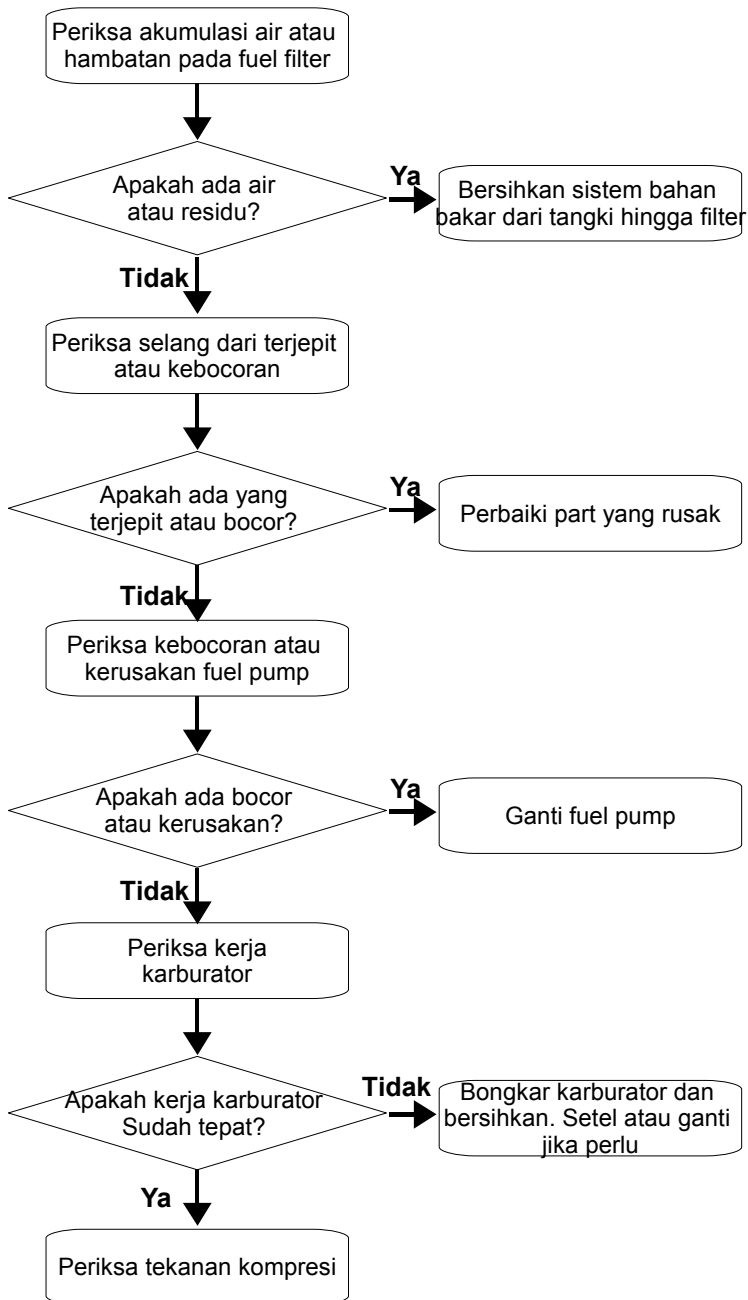 Periksa akumulasi air atau
hambatan pada fuel filter
Apakah ada air
atau residu?
Ya
Bersihkan sistem bahan
bakar dari tangki hingga filter
Tidak
Periksa selang dari terjepit
atau kebocoran
Apakah ada yang
terjepit atau bocor?
Ya
Perbaiki part yang rusak
Tidak
Periksa kebocoran atau
kerusakan fuel pump
Apakah ada bocor
atau kerusakan?
Ya
Ganti fuel pump
Tidak
Periksa kerja
karburator
Apakah kerja karburator
Sudah tepat?
Tidak
Bongkar karburator dan
bersihkan. Setel atau ganti
jika perlu
Ya
Periksa tekanan kompresi